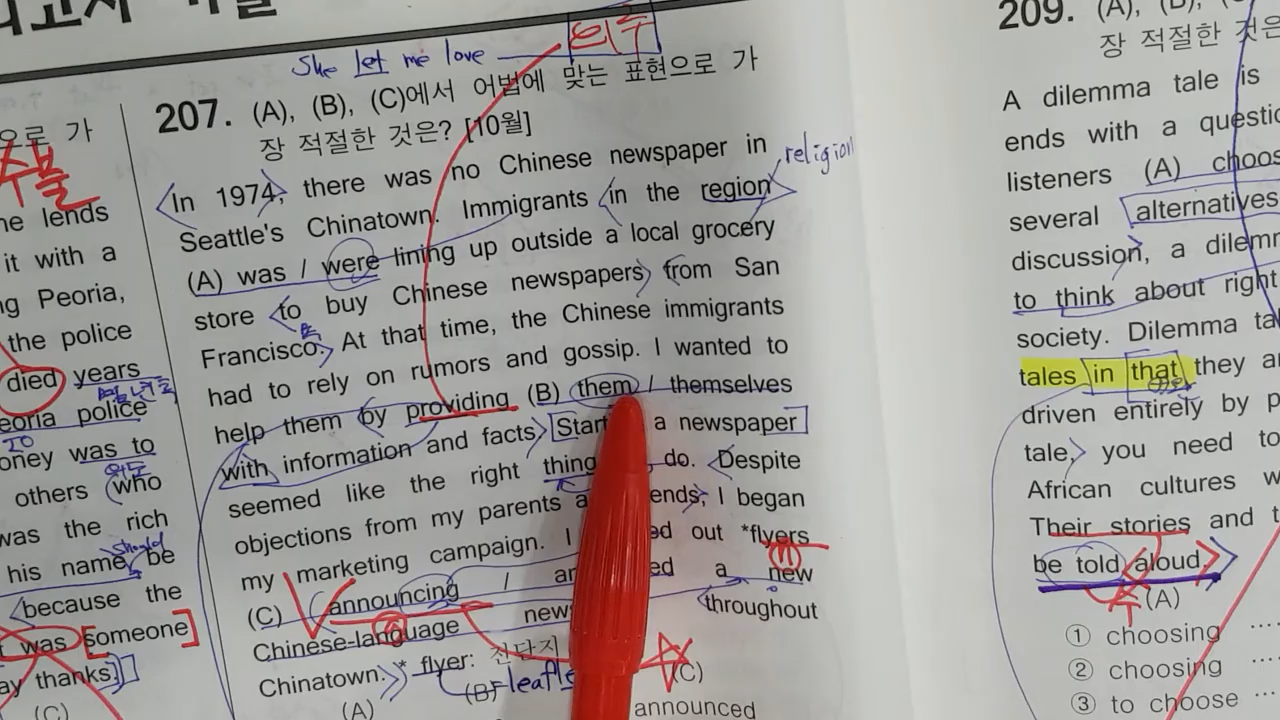 She let me love 의주
207. (A), (B), (C)에서 어법에 맞는 표현으로 가
장 적절한 것은? [10월]
In 1974, there was no Chinese newspaper in
religion
Seattle's Chinatown. Immigrants in the region
(A) was / were lining up outside a local grocery
store to buy Chinese newspapers from San
Francisco. At that time, the Chinese immigrants
had to rely on rumors and gossip. I wanted to
help them by providing (B) them / themselves
with information and facts. Start a newspaper
seemed like the right thing do. Despite
objections from my parents ends, I began
my marketing campaign. I ed out *flyers
(C) announcing / ed a new
Chinese-language throughout
Chinatown. * flyer: 전단지
(A) (B) (C)
announced
으로 가
수불
he lends
it with a
ng Peoria,
the police
died years
eoria police
oney was to
others who
was the rich
should
his name be
because the
was someone
ay thanks
(C)
209. (A), (B),
장 적절한 것은
A dilemma tale is
ends with a questio
listeners (A) choos
several alternatives
discussion, a dilem
to think about right
society. Dilemma ta
tales in that they a
driven entirely by p
tale, you need to
African cultures w
Their stories and t
be told aloud,
(A)
① choosing
② choosing
③ to choose